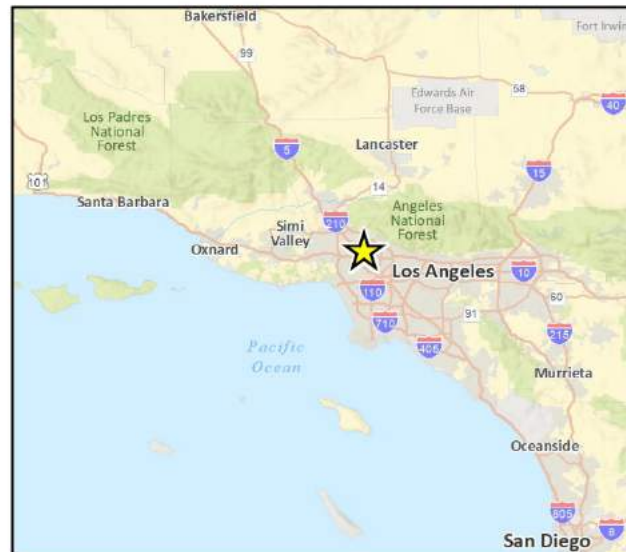 Bakersfield
Fort Irwin
99
58
Edwards Air
Force Base
40
Los Padres
National
Forest
5
Lancaster
15
101
14
Santa Barbara
Angeles
National
Forest
210
Simi
Valley
Oxnard
Los Angeles
10
110
60
91
710
215
405
Pacific
Ocean
Murrieta
Oceanside
805
8
San Diego